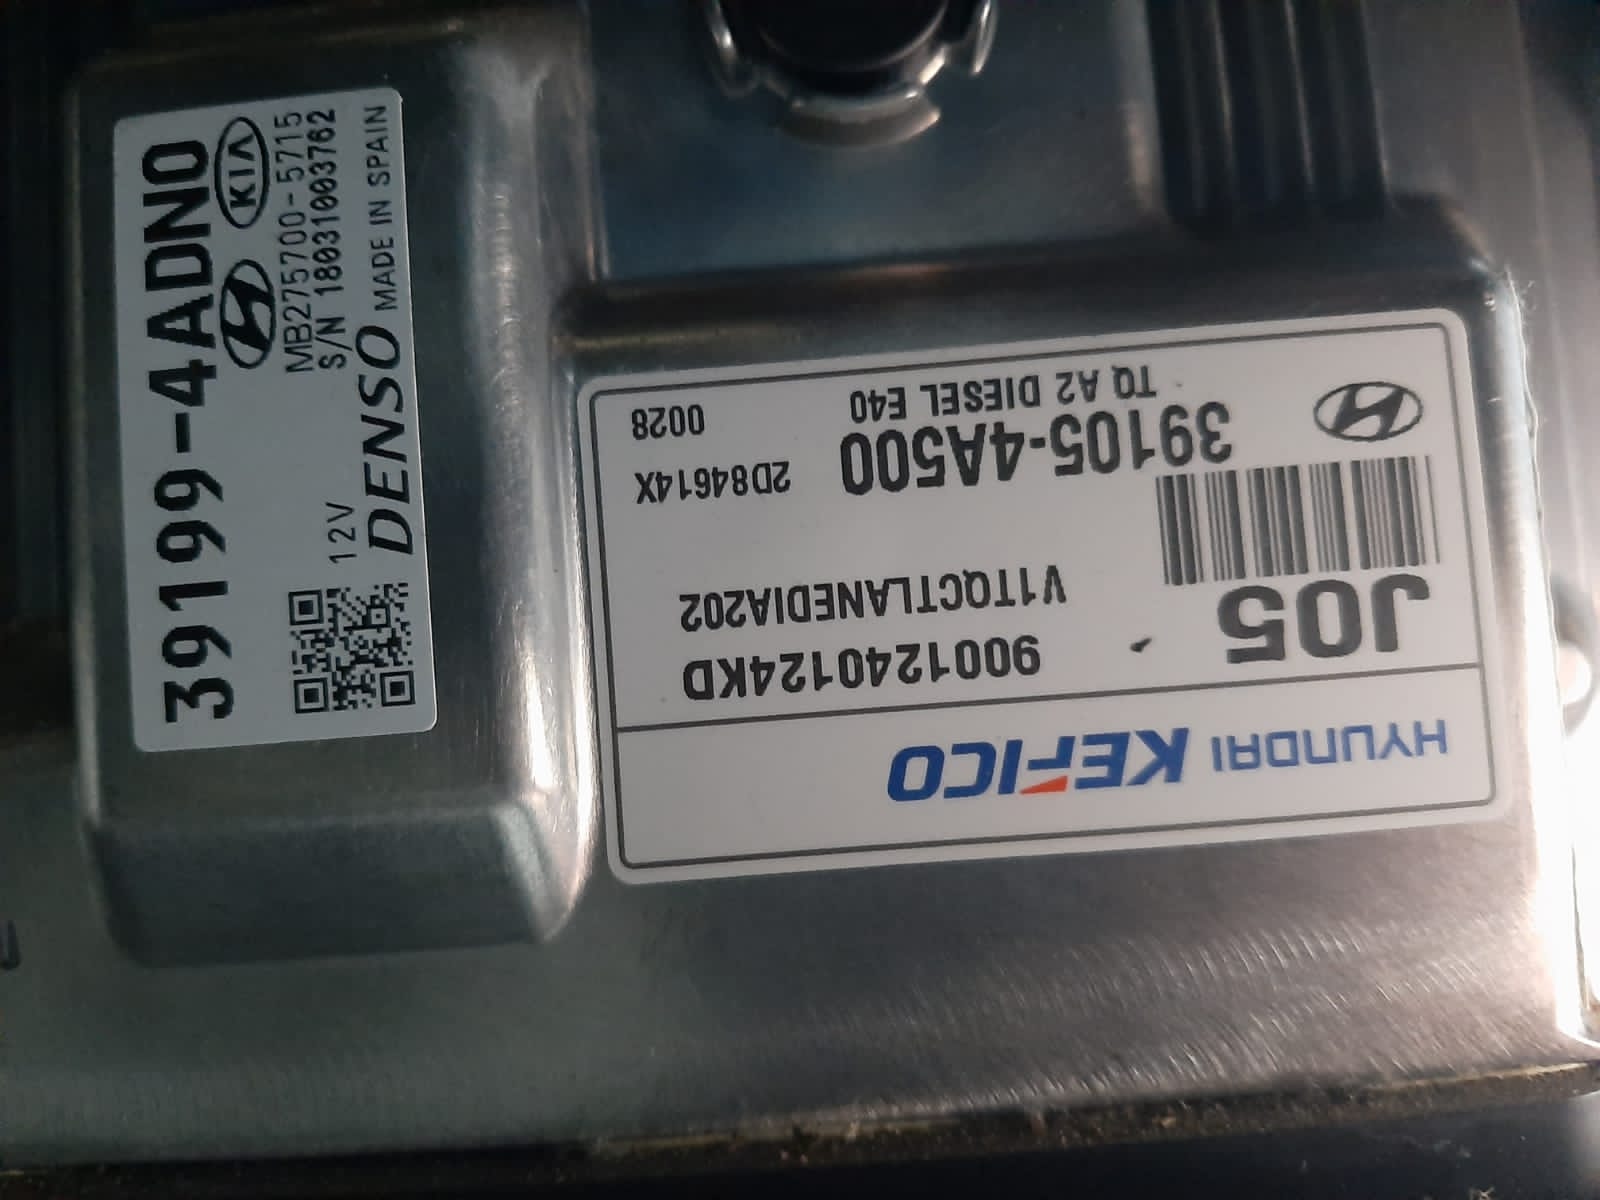 39199-4ADN0
KIA
MB275700-5715
S/N 18031003762
12V
DENSO MADE IN SPAIN
HYUNDAI KEFICO
J05
9001240124KD
V1TQCTLANEDIA202
39105-4A500
2D84614X
TQ A2 DIESEL E40
0028